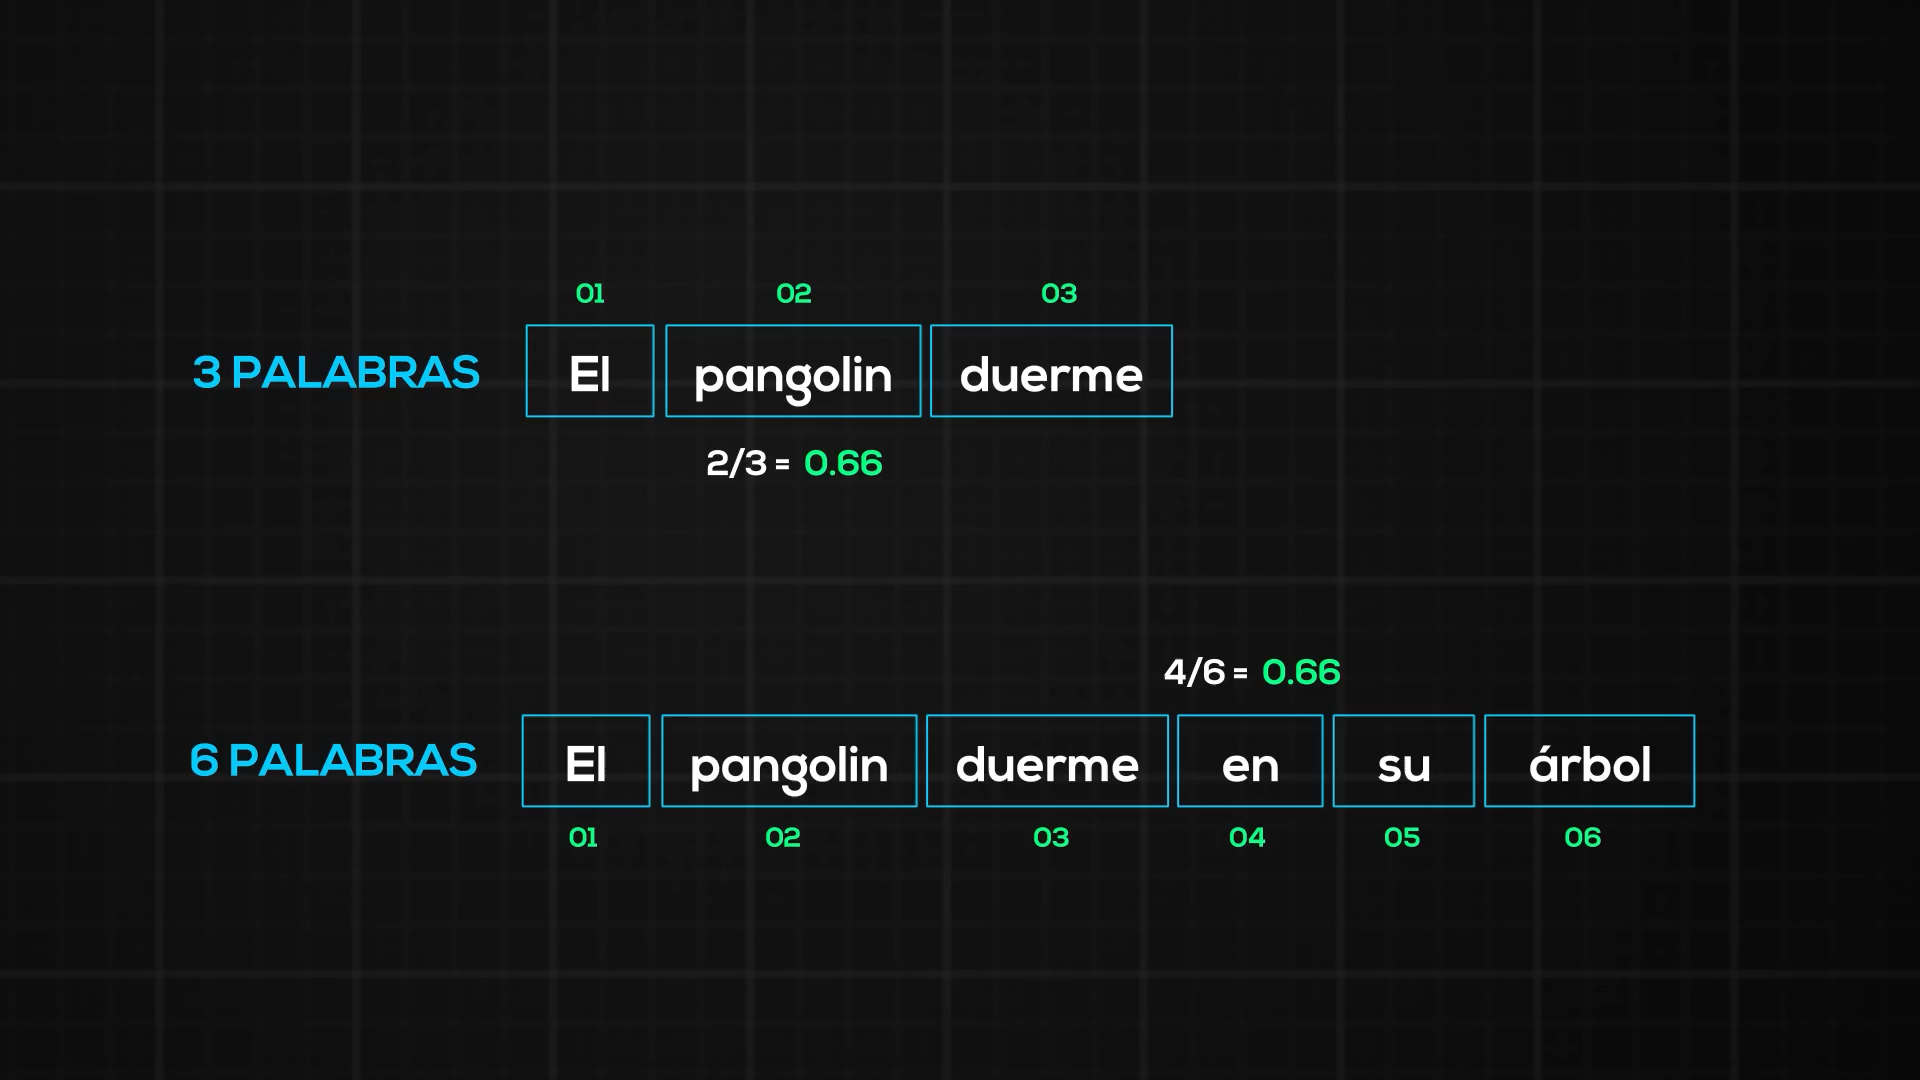 01 02 03
3 PALABRAS El pangolin duerme
2/3 = 0.66
4/6 = 0.66
6 PALABRAS El pangolin duerme en su árbol
01 02 03 04 05 06